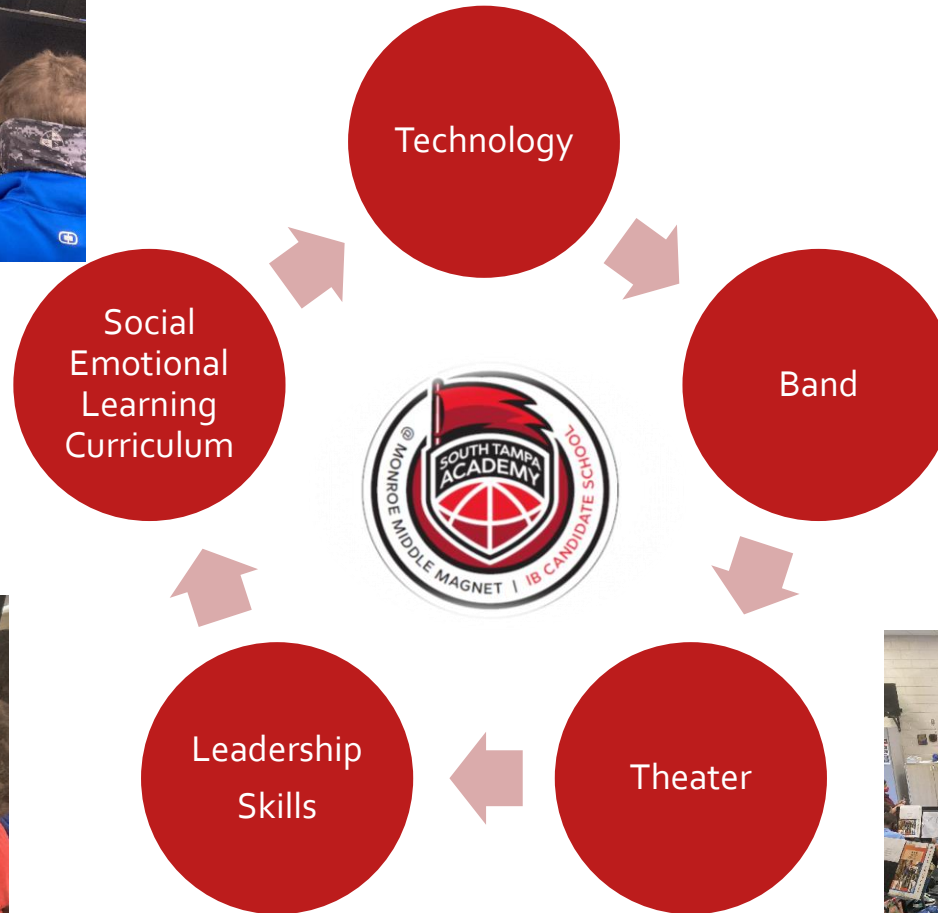 Technology
Band
Theater
Leadership
Skills
Social
Emotional
Learning
Curriculum
SOUTH TAMPA
ACADEMY
@ MONROE MIDDLE MAGNET | IB CANDIDATE SCHOOL